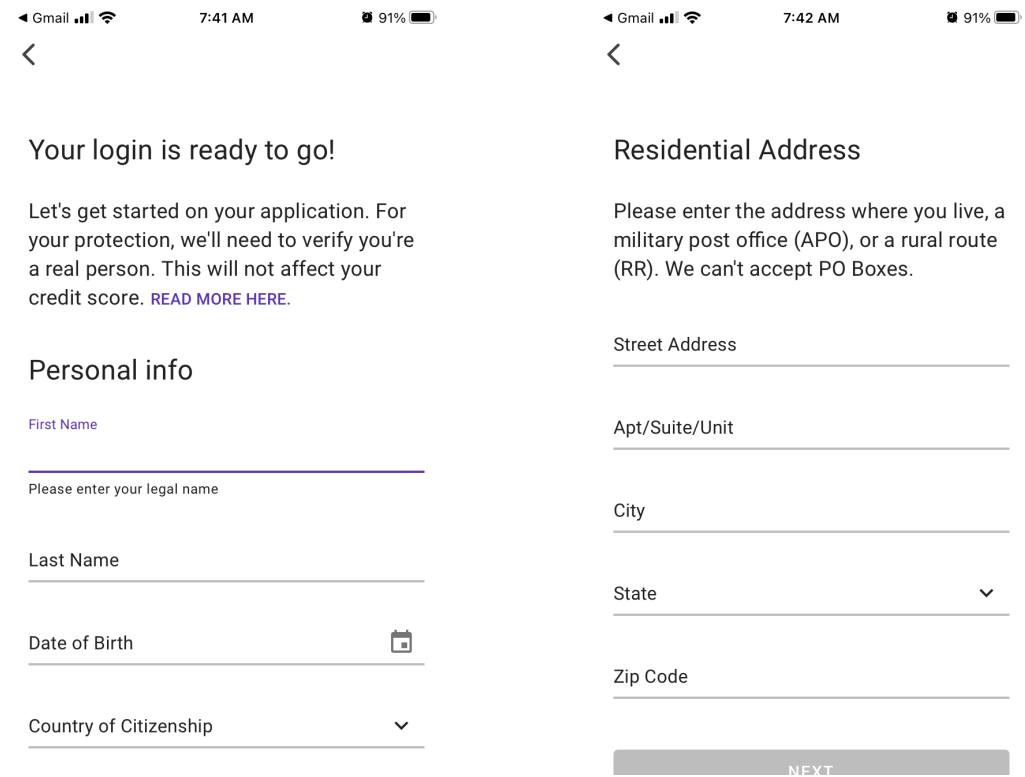 Gmail 7:41 AM 91%
Your login is ready to go!
Let's get started on your application. For
your protection, we'll need to verify you're
a real person. This will not affect your
credit score. READ MORE HERE.
Personal info
First Name
Please enter your legal name
Last Name
Date of Birth
Country of Citizenship
Gmail 7:42 AM 91%
Residential Address
Please enter the address where you live, a
military post office (APO), or a rural route
(RR). We can't accept PO Boxes.
Street Address
Apt/Suite/Unit
City
State
Zip Code
NEXT